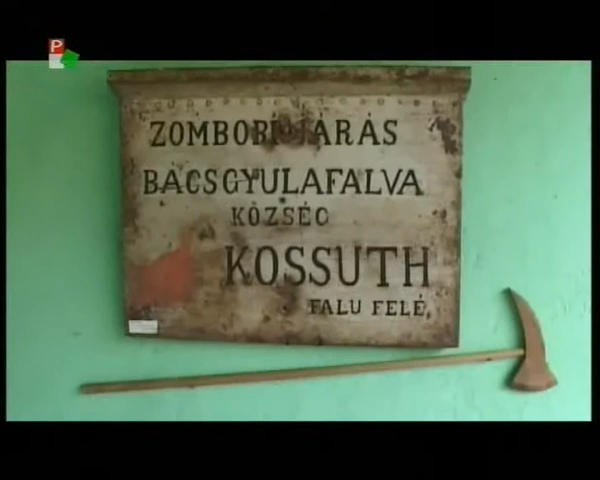 P
ZOMBORI JÁRÁS
BÁCSGYULAFALVA
KÖZSÉG
KOSSUTH
FALU FELÉ,